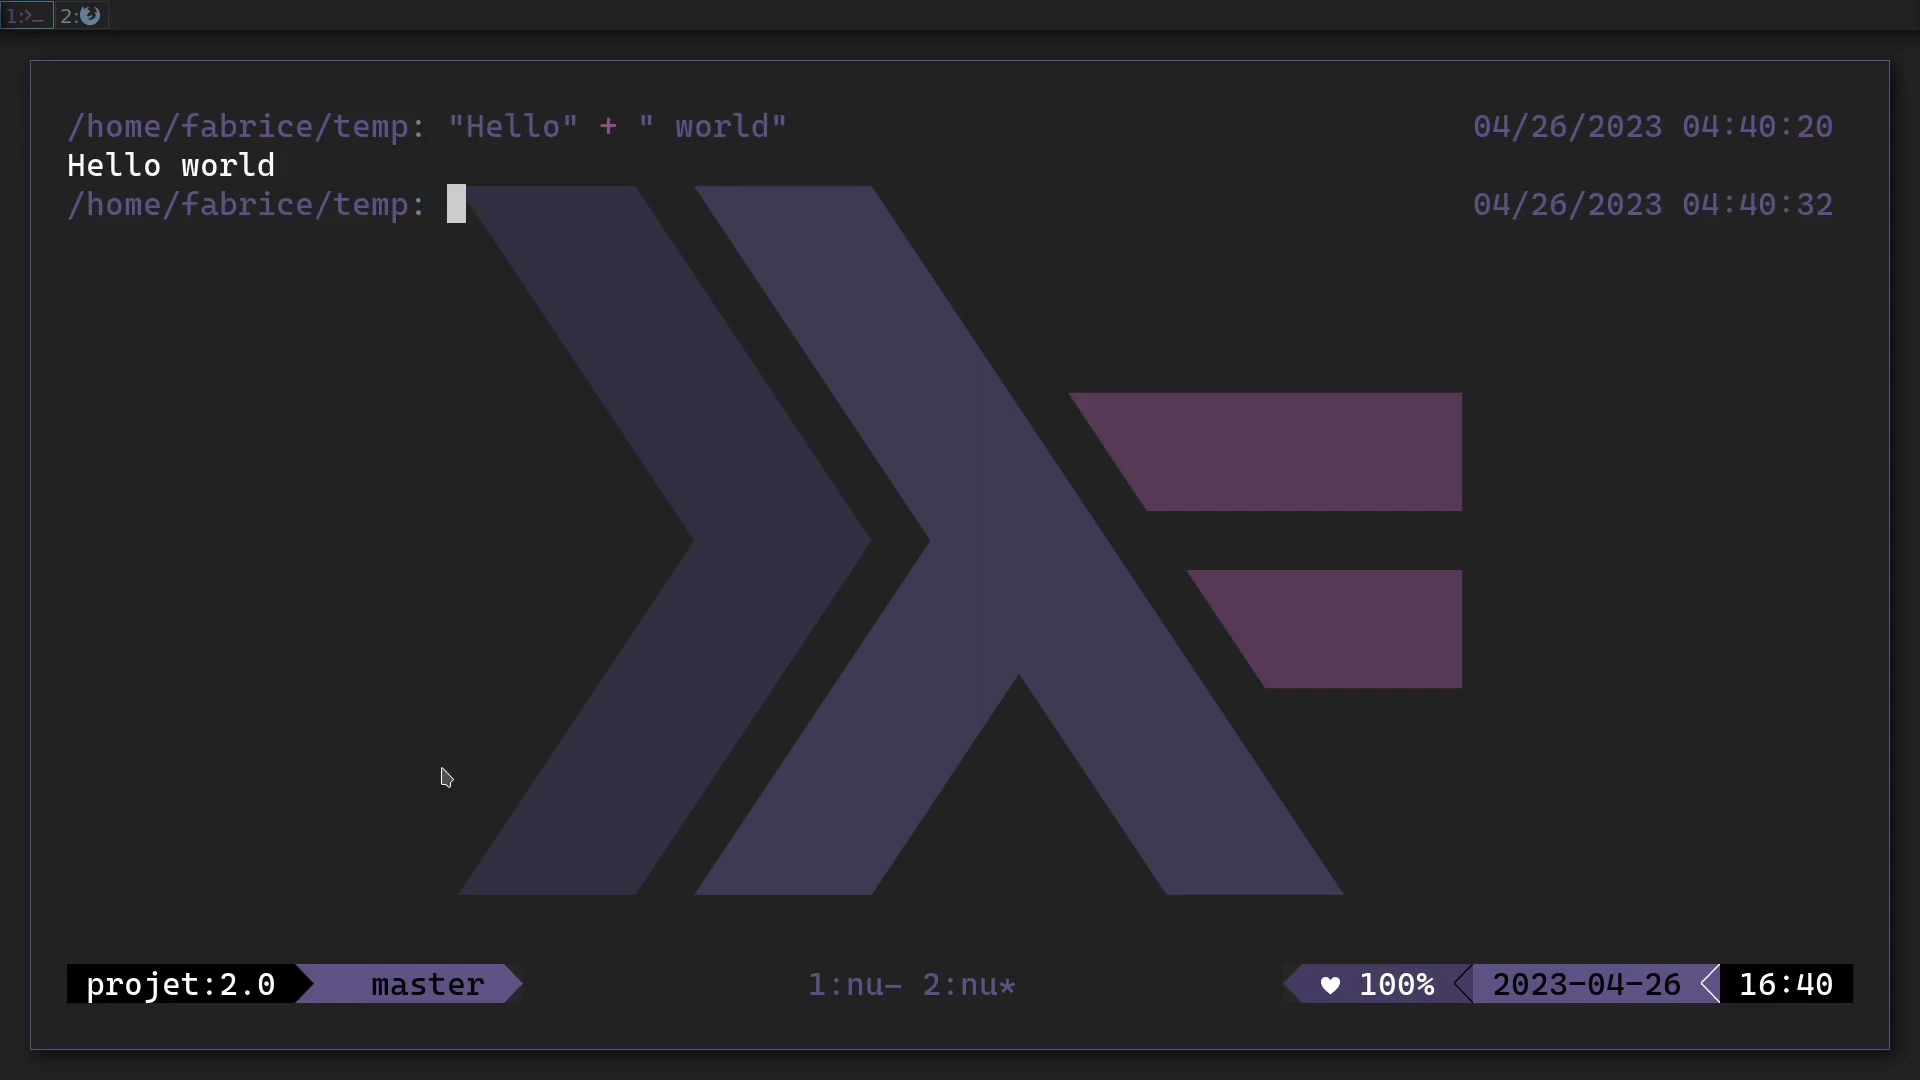 1:>_ 2:
/home/fabrice/temp: "Hello" + " world" 04/26/2023 04:40:20
Hello world
/home/fabrice/temp: 04/26/2023 04:40:32
projet:2.0 master 1:nu- 2:nu* ♥ 100% 2023-04-26 16:40